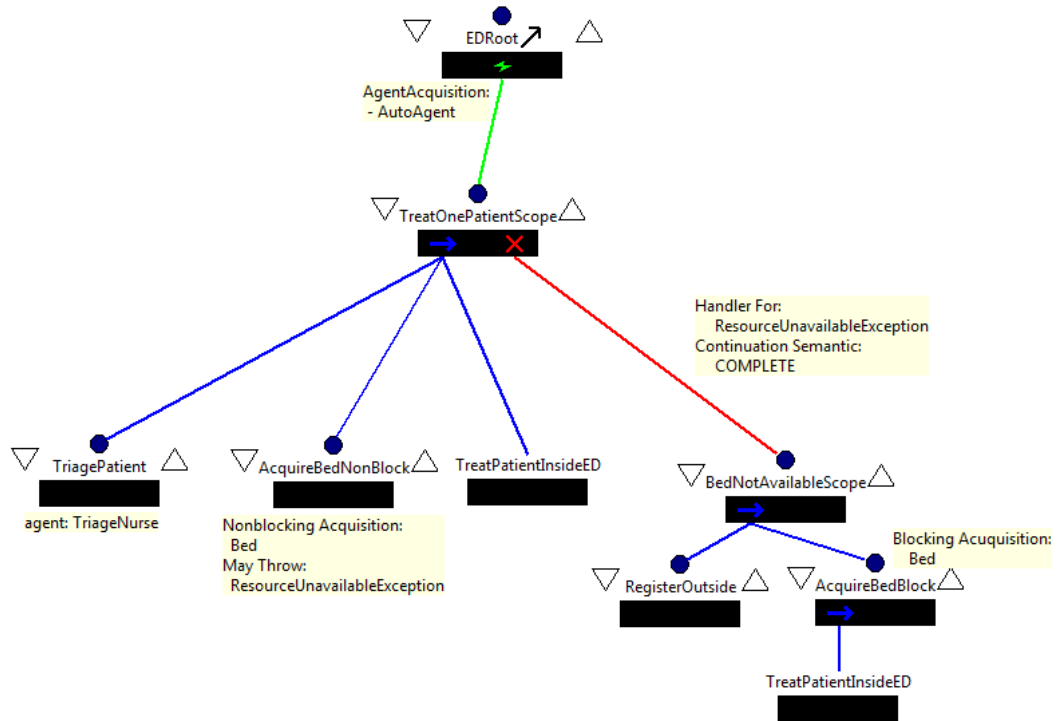 EDRoot
AgentAcquisition:
- AutoAgent
TreatOnePatientScope
Handler For:
ResourceUnavailableException
Continuation Semantic:
COMPLETE
TriagePatient
agent: TriageNurse
AcquireBedNonBlock
Nonblocking Acquisition:
Bed
May Throw:
ResourceUnavailableException
TreatPatientInsideED
BedNotAvailableScope
RegisterOutside
Blocking Acuquisition:
Bed
AcquireBedBlock
TreatPatientInsideED